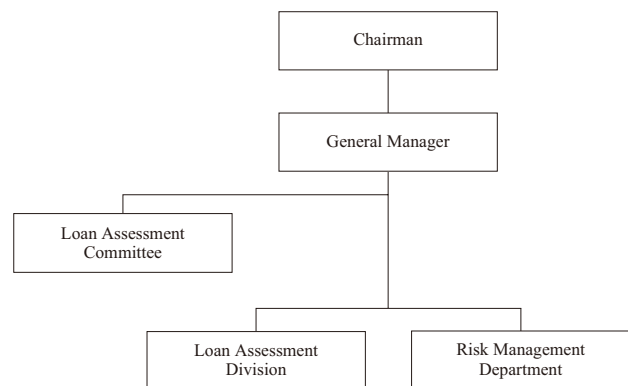 Chairman
General Manager
Loan Assessment
Committee
Loan Assessment
Division
Risk Management
Department